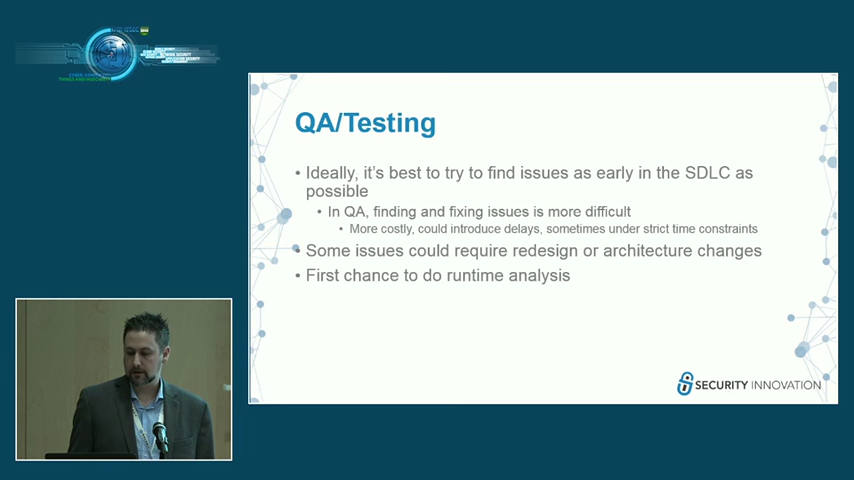 QA/Testing
• Ideally, it's best to try to find issues as early in the SDLC as
possible
• In QA, finding and fixing issues is more difficult
• More costly, could introduce delays, sometimes under strict time constraints
• Some issues could require redesign or architecture changes
• First chance to do runtime analysis
SECURITY INNOVATION